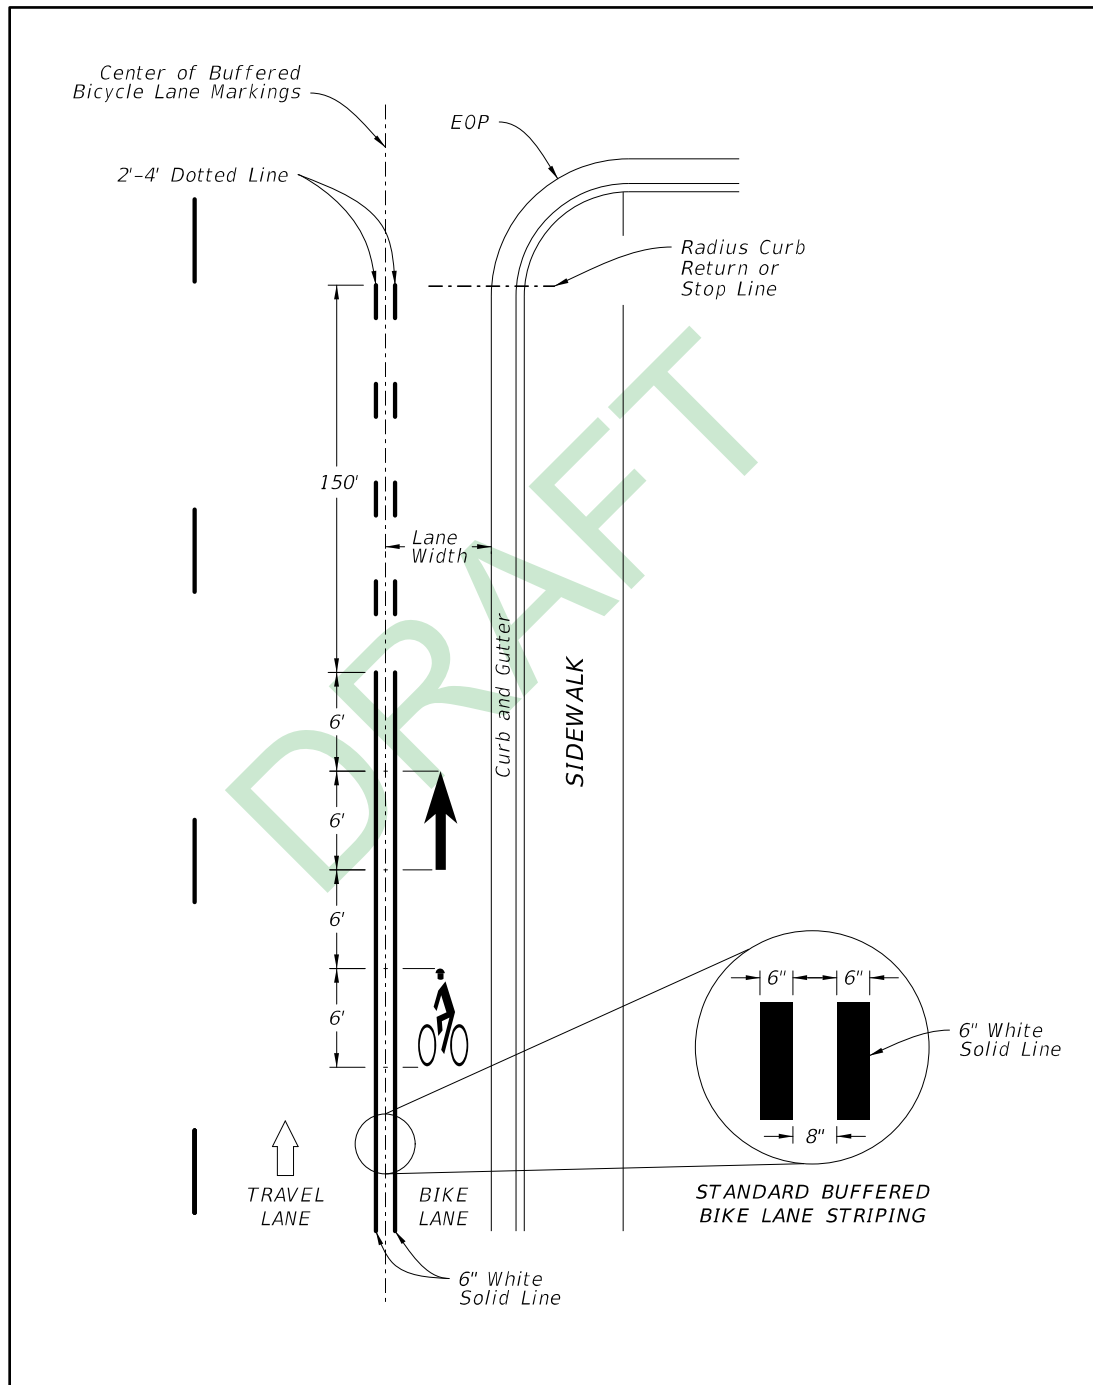 Center of Buffered
Bicycle Lane Markings
EOP
2'-4' Dotted Line
Radius Curb
Return or
Stop Line
150'
Lane
Width
Curb and Gutter
SIDEWALK
DRAFT
6'
6'
6'
6'
6"
6"
6" White
Solid Line
8"
TRAVEL
LANE
BIKE
LANE
STANDARD BUFFERED
BIKE LANE STRIPING
6" White
Solid Line